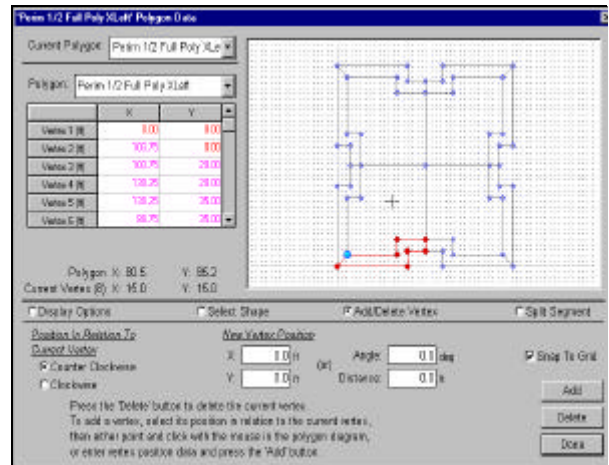 'Perim 1/2 Full Poly XLeft' Polygon Data
Current Polygon: Perim 1/2 Full Poly XLe
Polygon: Perim 1/2 Full Poly XLeft
X Y
Vertex 1 [ft] 0.00 0.00
Vertex 2 [ft] 100.75 0.00
Vertex 3 [ft] 100.75 20.00
Vertex 4 [ft] 130.25 20.00
Vertex 5 [ft] 130.25 35.00
Vertex 6 [ft] 35.00
Polygon X: 80.5 Y: 95.2
Current Vertex (8) X: 15.0 Y: 15.0
Display Options Select Shape Add/Delete Vertex Split Segment
Position In Relation To
Current Vertex
Counter Clockwise
Clockwise
New Vertex Position
X: 1.0 ft
Y: 1.0 ft
(or)
Angle: 0.1 deg
Distance: 0.1 ft
Snap To Grid
Press the 'Delete' button to delete the current vertex.
To add a vertex, select its position in relation to the current vertex,
then either point and click with the mouse in the polygon diagram,
or enter vertex position data and press the 'Add' button.
Add
Delete
Done